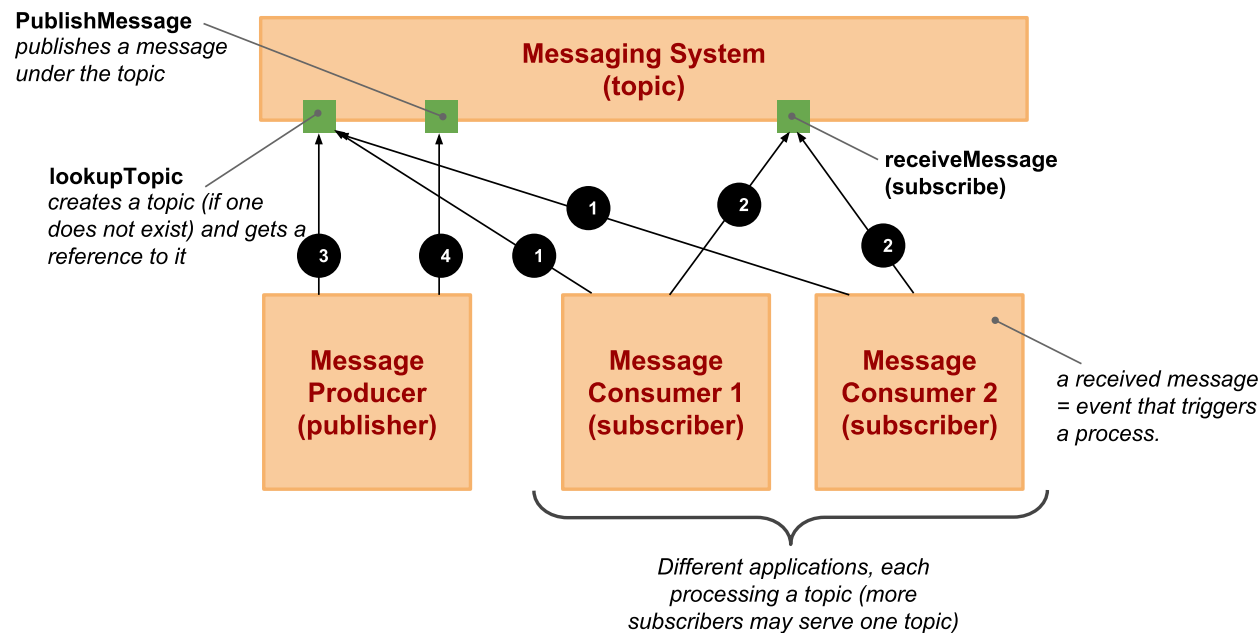 PublishMessage
publishes a message
under the topic
Messaging System
(topic)
lookupTopic
creates a topic (if one
does not exist) and gets a
reference to it
receiveMessage
(subscribe)
1
2
3
4
1
2
Message
Producer
(publisher)
Message
Consumer 1
(subscriber)
Message
Consumer 2
(subscriber)
a received message
= event that triggers
a process.
Different applications, each
processing a topic (more
subscribers may serve one topic)